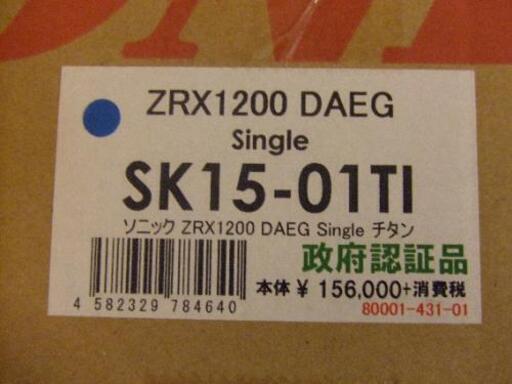 ZRX1200 DAEG
Single
SK15-01TI
ソニック ZRX1200 DAEG Single チタン
政府認証品
4 582329 784640
本体 ¥ 156,000+消費税
80001-431-01